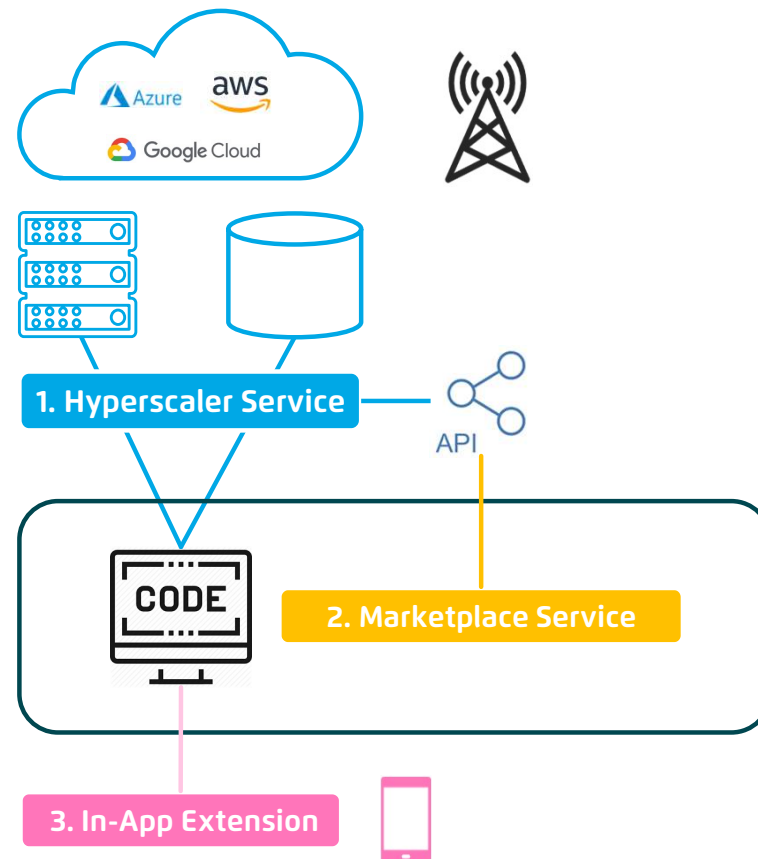 Azure
aws
Google Cloud
1. Hyperscaler Service
API
CODE
2. Marketplace Service
3. In-App Extension